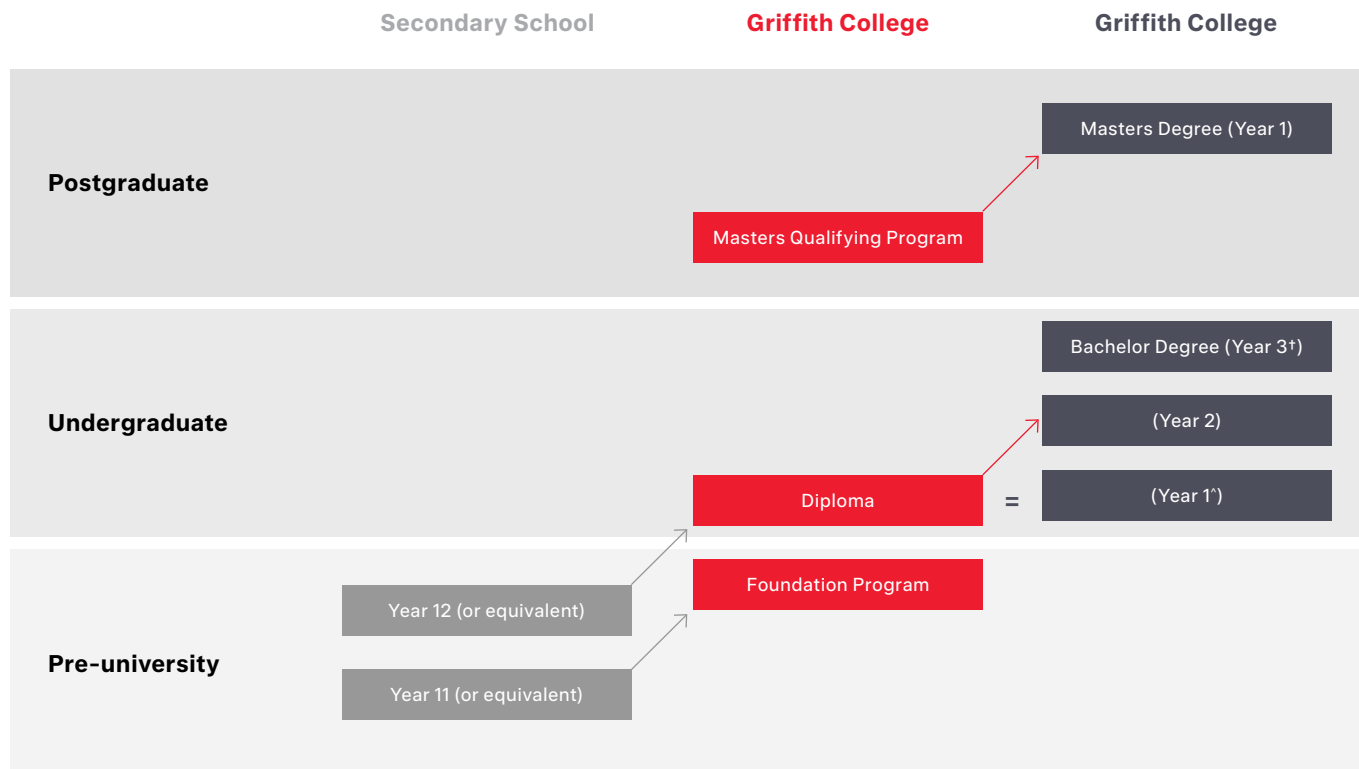 Secondary School
Griffith College
Griffith College
Postgraduate
Masters Degree (Year 1)
Masters Qualifying Program
Undergraduate
Bachelor Degree (Year 3†)
(Year 2)
Diploma
=
(Year 1^)
Pre-university
Foundation Program
Year 12 (or equivalent)
Year 11 (or equivalent)